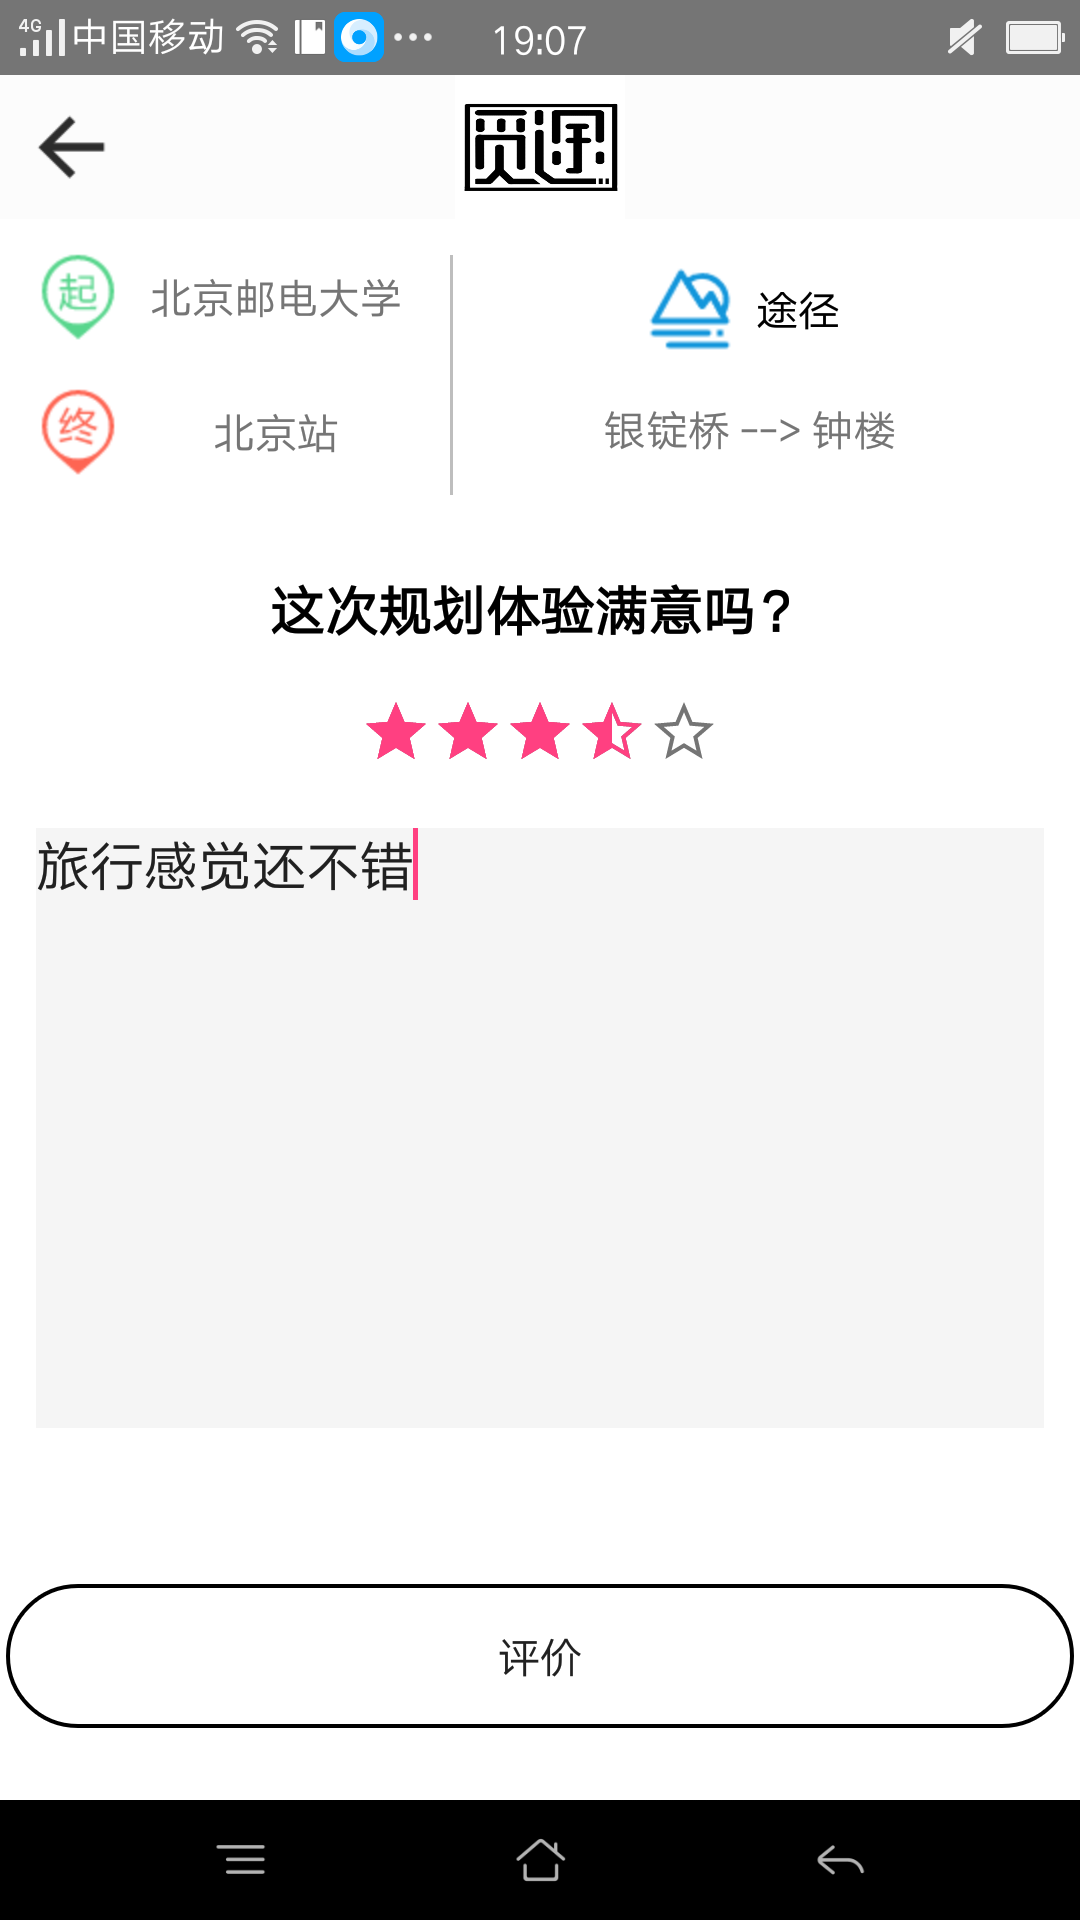 4G 中国移动 19:07
觅途
起 北京邮电大学
途径
终 北京站
银锭桥 --> 钟楼
这次规划体验满意吗？
旅行感觉还不错
评价